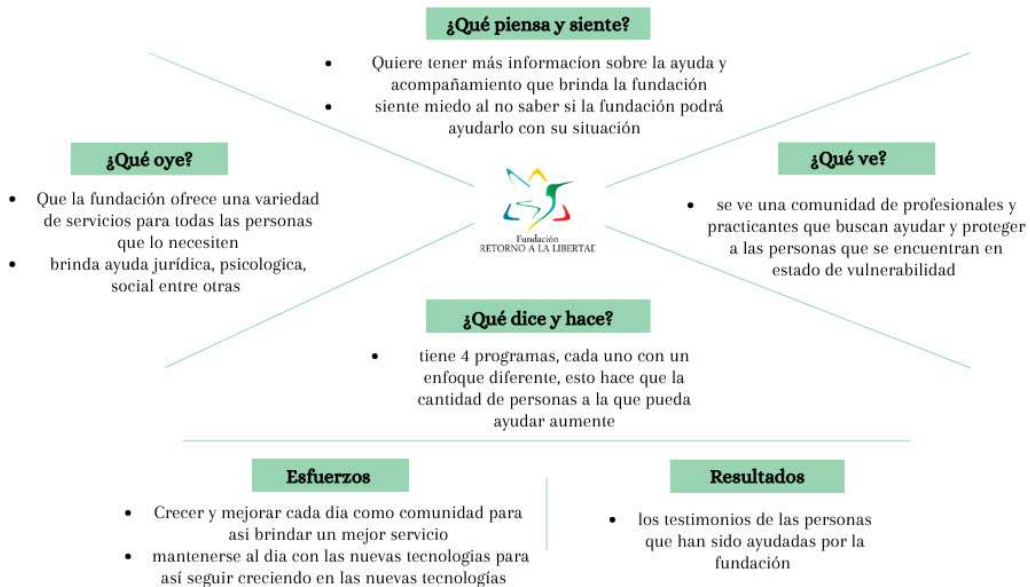 ¿Qué piensa y siente?
• Quiere tener más informacíon sobre la ayuda y
acompañamiento que brinda la fundación
• siente miedo al no saber si la fundación podrá
ayudarlo con su situación
¿Qué oye?
• Que la fundación ofrece una variedad
de servicios para todas las personas
que lo necesiten
• brinda ayuda jurídica, psicologica,
social entre otras
Fundación
RETORNO A LA LIBERTAD
¿Qué ve?
• se ve una comunidad de profesionales y
practicantes que buscan ayudar y proteger
a las personas que se encuentran en
estado de vulnerabilidad
¿Qué dice y hace?
• tiene 4 programas, cada uno con un
enfoque diferente, esto hace que la
cantidad de personas a la que pueda
ayudar aumente
Esfuerzos
• Crecer y mejorar cada dia como comunidad para
asi brindar un mejor servicio
• mantenerse al dia con las nuevas tecnologias para
así seguir creciendo en las nuevas tecnologías
Resultados
• los testimonios de las personas
que han sido ayudadas por la
fundación